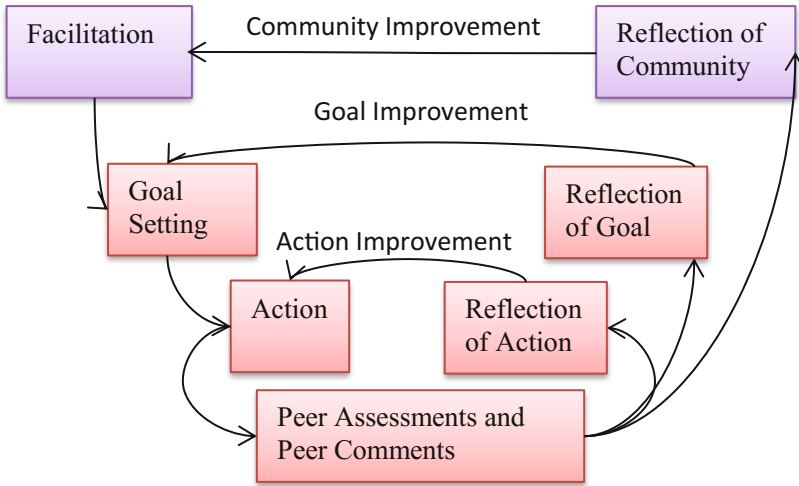 Facilitation
Community Improvement
Reflection of
Community
Goal Improvement
Goal
Setting
Reflection
of Goal
Action Improvement
Action
Reflection
of Action
Peer Assessments and
Peer Comments